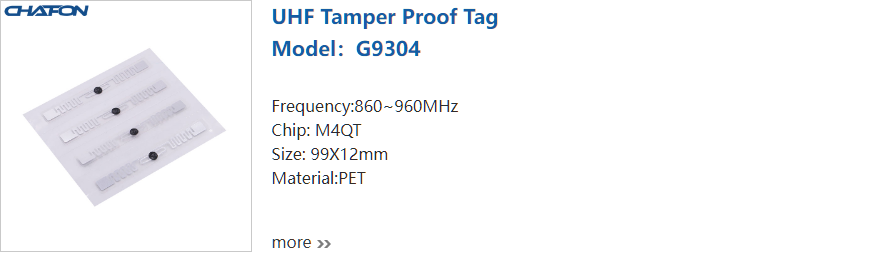 CHAFON
UHF Tamper Proof Tag
Model：G9304
Frequency:860~960MHz
Chip: M4QT
Size: 99X12mm
Material:PET
more >>